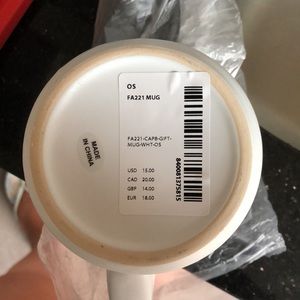 OS
FA221 MUG
FA221-CAPB-GIFT-
MUG-WHT-OS
USD 15.00
CAD 20.00
GBP 14.00
EUR 18.00
840081375815
MADE
IN CHINA